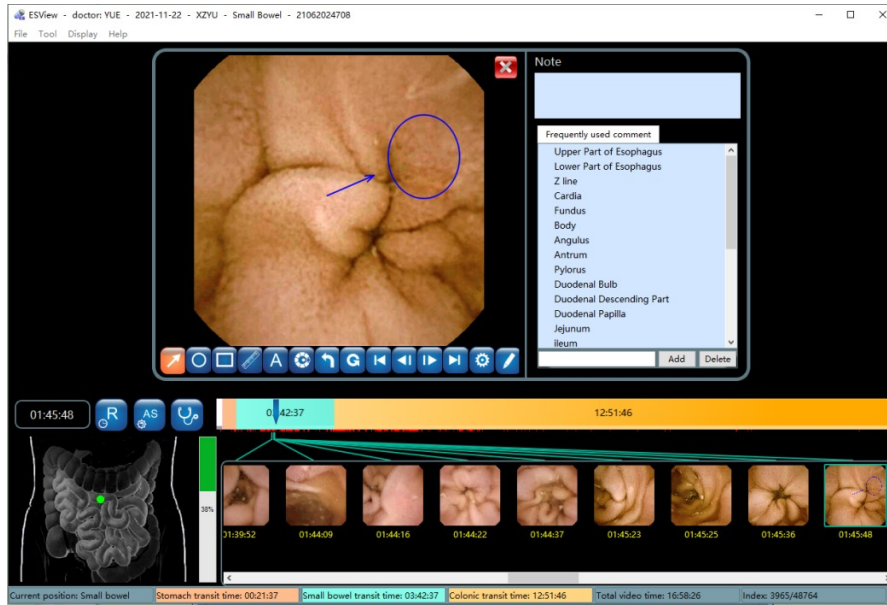 ESView - doctor: YUE - 2021-11-22 - XZYU - Small Bowel - 21062024708
File Tool Display Help
Note
Frequently used comment
Upper Part of Esophagus
Lower Part of Esophagus
Z line
Cardia
Fundus
Body
Angulus
Antrum
Pylorus
Duodenal Bulb
Duodenal Descending Part
Duodenal Papilla
Jejunum
ileum
A G
Add Delete
01:45:48 R AS 03:42:37 12:51:46
38%
01:39:52 01:44:09 01:44:16 01:44:22 01:44:37 01:45:23 01:45:25 01:45:36 01:45:48
Current position: Small bowel Stomach transit time: 00:21:37 Small bowel transit time: 03:42:37 Colonic transit time: 12:51:46 Total video time: 16:58:26 Index: 3965/48764